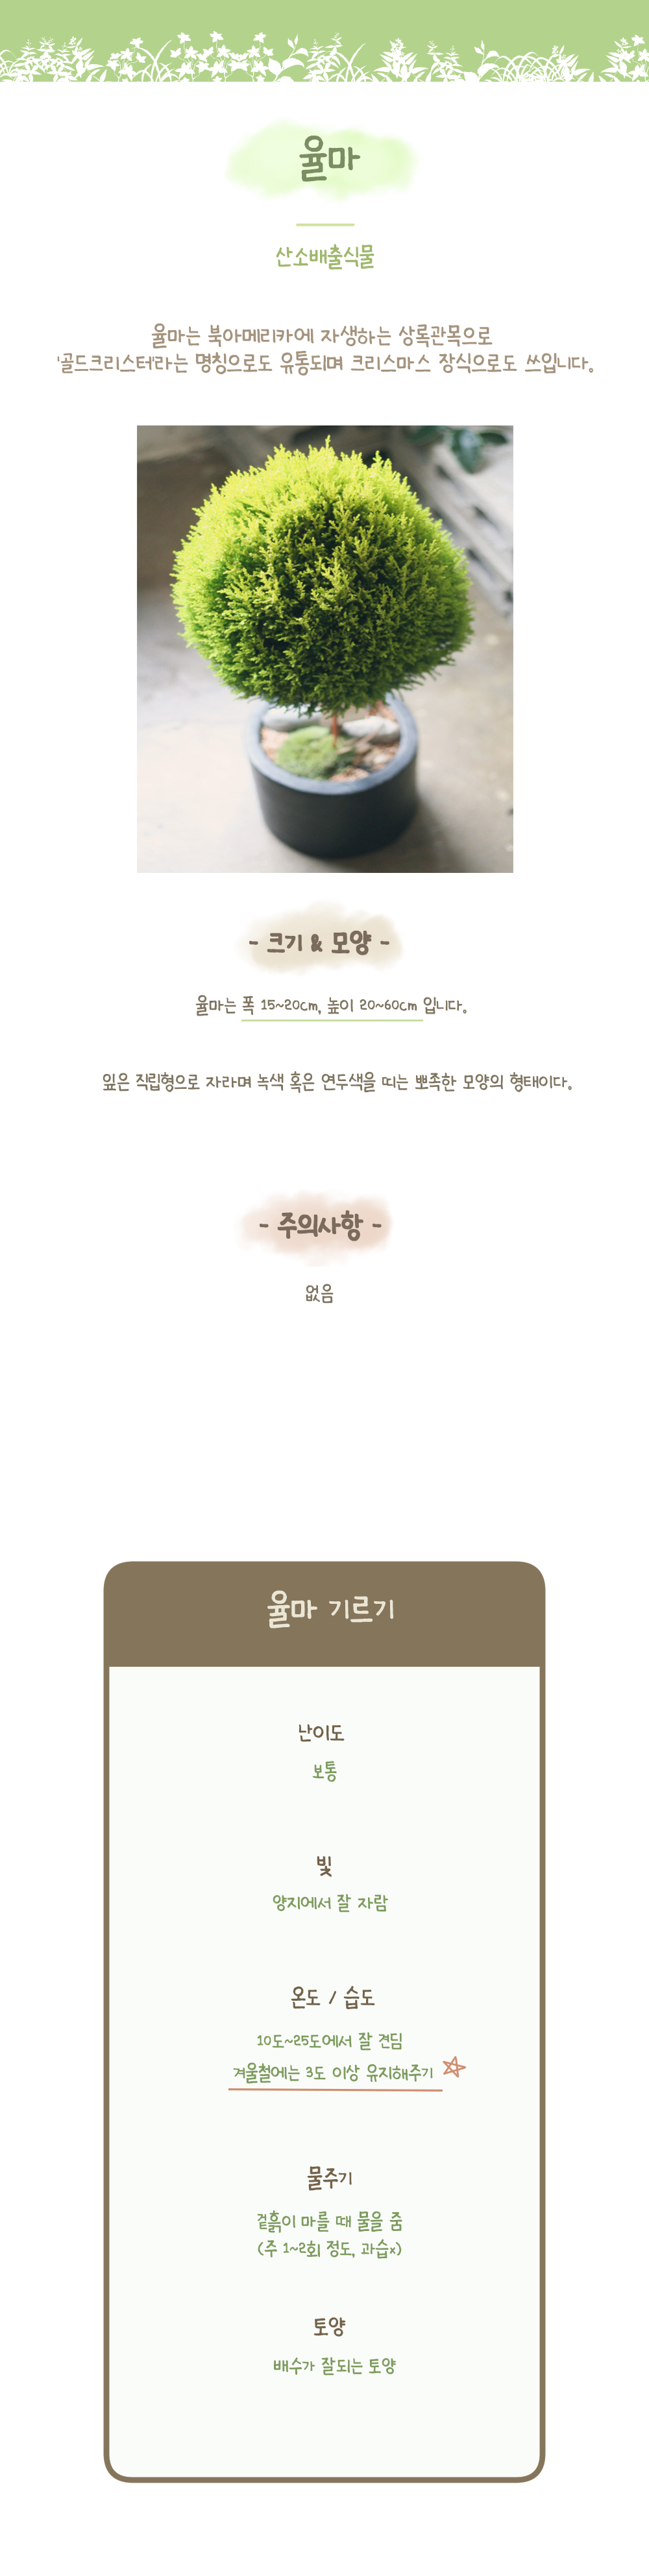 율마
산소배출식물
율마는 북아메리카에 자생하는 상록관목으로
'골드크리스터'라는 명칭으로도 유통되며 크리스마스 장식으로도 쓰입니다.
- 크기 & 모양 -
율마는 폭 15~20cm, 높이 20~60cm 입니다.
잎은 직립형으로 자라며 녹색 혹은 연두색을 띠는 뾰족한 모양의 형태이다.
- 주의사항 -
없음
율마 기르기
난이도
보통
빛
양지에서 잘 자람
온도 / 습도
10도~25도에서 잘 견딤
겨울철에는 3도 이상 유지해주기
물주기
겉흙이 마를 때 물을 줌
(주 1~2회 정도, 과습x)
토양
배수가 잘되는 토양